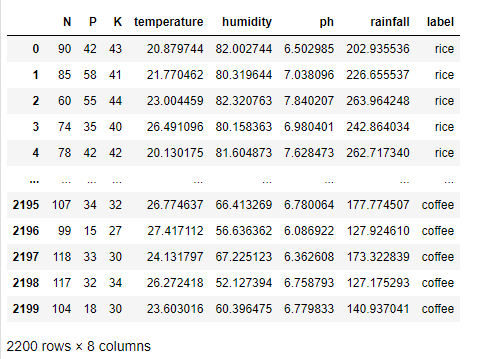 N P K temperature humidity ph rainfall label
0 90 42 43 20.879744 82.002744 6.502985 202.935536 rice
1 85 58 41 21.770462 80.319644 7.038096 226.655537 rice
2 60 55 44 23.004459 82.320763 7.840207 263.964248 rice
3 74 35 40 26.491096 80.158363 6.980401 242.864034 rice
4 78 42 42 20.130175 81.604873 7.628473 262.717340 rice
... ... ... ... ... ... ... ... ...
2195 107 34 32 26.774637 66.413269 6.780064 177.774507 coffee
2196 99 15 27 27.417112 56.636362 6.086922 127.924610 coffee
2197 118 33 30 24.131797 67.225123 6.362608 173.322839 coffee
2198 117 32 34 26.272418 52.127394 6.758793 127.175293 coffee
2199 104 18 30 23.603016 60.396475 6.779833 140.937041 coffee
2200 rows × 8 columns